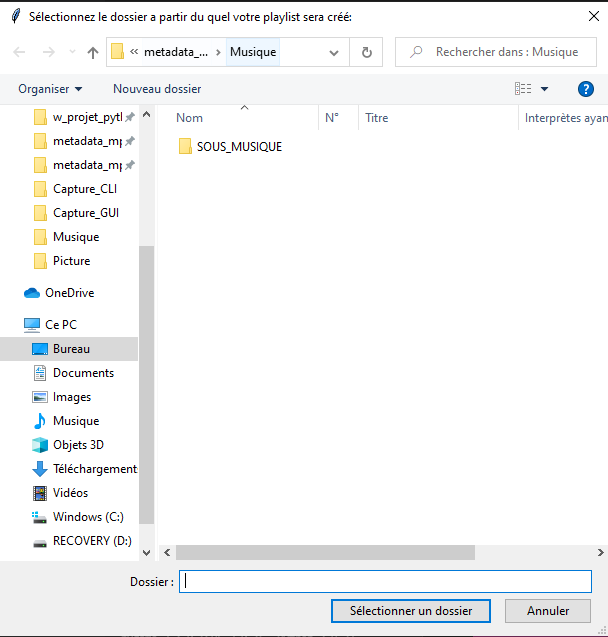 Sélectionnez le dossier a partir du quel votre playlist sera créé:
metadata_... Musique
Rechercher dans : Musique
Organiser
Nouveau dossier
w_projet_pytl
metadata_mp
metadata_mp
Capture_CLI
Capture_GUI
Musique
Picture
OneDrive
Ce PC
Bureau
Documents
Images
Musique
Objets 3D
Téléchargement
Vidéos
Windows (C:)
RECOVERY (D:)
Nom N° Titre Interprètes ayan
SOUS_MUSIQUE
Dossier :
Sélectionner un dossier Annuler